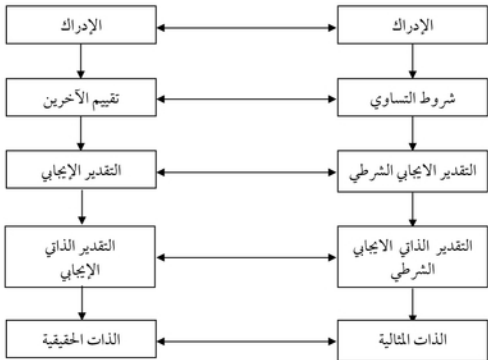 الإدراك
الإدراك
شروط التساوي
تقييم الآخرين
التقدير الايجابي الشرطي
التقدير الإيجابي
التقدير الذاتي الايجابي
الشرطي
التقدير الذاتي
الإيجابي
الذات المثالية
الذات الحقيقية